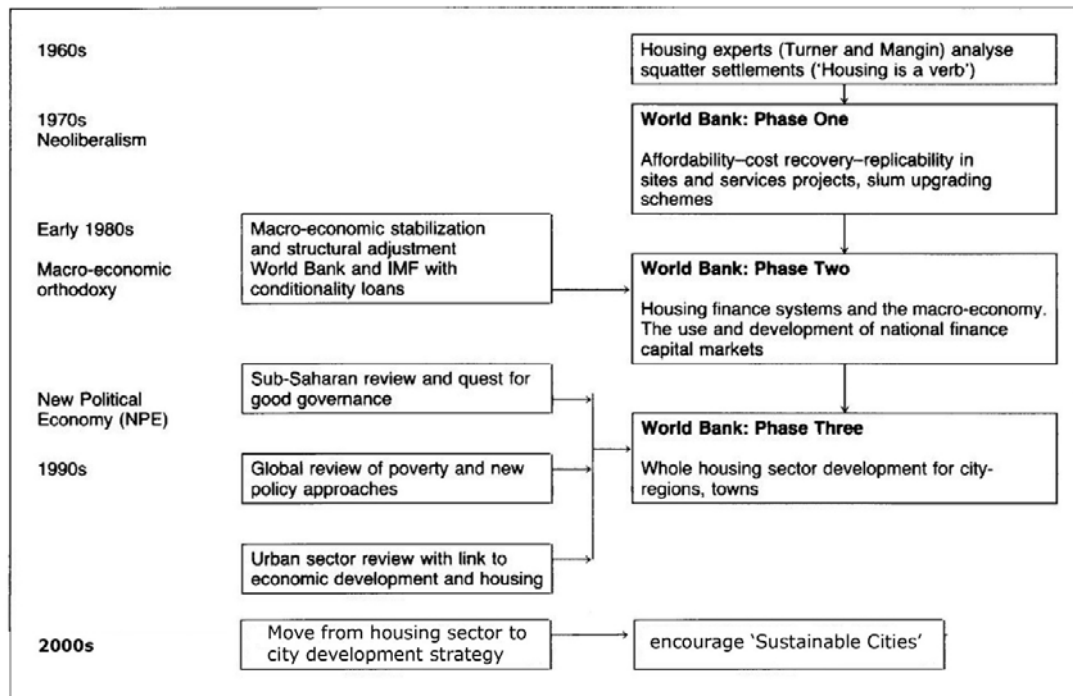 1960s
Housing experts (Turner and Mangin) analyse
squatter settlements (‘Housing is a verb’)
1970s
Neoliberalism
World Bank: Phase One
Affordability–cost recovery–replicability in
sites and services projects, slum upgrading
schemes
Early 1980s
Macro-economic
orthodoxy
Macro-economic stabilization
and structural adjustment
World Bank and IMF with
conditionality loans
World Bank: Phase Two
Housing finance systems and the macro-economy.
The use and development of national finance
capital markets
New Political
Economy (NPE)
Sub-Saharan review and quest for
good governance
World Bank: Phase Three
Whole housing sector development for city-
regions, towns
1990s
Global review of poverty and new
policy approaches
Urban sector review with link to
economic development and housing
2000s
Move from housing sector to
city development strategy
encourage ‘Sustainable Cities’